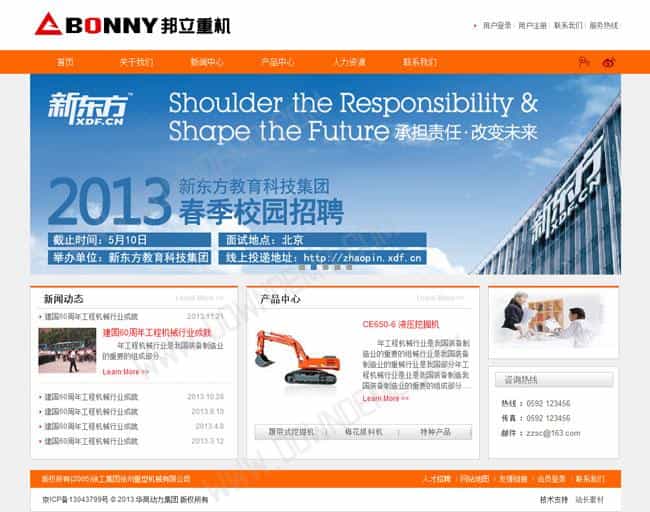 BONNY 邦立重机
用户登录 | 用户注册 | 联系我们 | 服务热线
首页 关于我们 新闻中心 产品中心 人力资源 联系我们
新东方™
XDF.CN
Shoulder the Responsibility &
Shape the Future 承担责任·改变未来
新东方
2013 新东方教育科技集团
春季校园招聘
截止时间：5月10日 面试地点：北京
举办单位：新东方教育科技集团 线上投递地址：http://zhaopin.xdf.cn
新闻动态 Learn More >>
建国60周年工程机械行业成就 2013.11.21
建国60周年工程机械行业成就
年工程机械行业是我国装备制造业
的重要的组成部分
Learn More >>
建国60周年工程机械行业成就 2013.10.28
建国60周年工程机械行业成就 2013.8.10
建国60周年工程机械行业成就 2013.4.8
建国60周年工程机械行业成就 2013.3.12
产品中心 Learn More >>
CE650-6 液压挖掘机
年工程机械行业是我国装备制
造业的重要的组械行业是我国装备制
造业的重要的组械行业是我国部分年工
程机械行业是业是我国装备制造业我
国装备制造业的重要的组成部分......
Learn More >>
履带式挖掘机 | 梅花抓料机 | 特种产品
咨询热线
热线：0592 123456
传真：0592 123456
邮件：zzsc@163.com
版权所有(2005)徐工集团徐州重型机械有限公司
人才招聘 | 网站地图 | 友情链接 | 会员登录 | 联系我们
京ICP备13043799号 © 2013 华商动力集团 版权所有
技术支持 站长素材